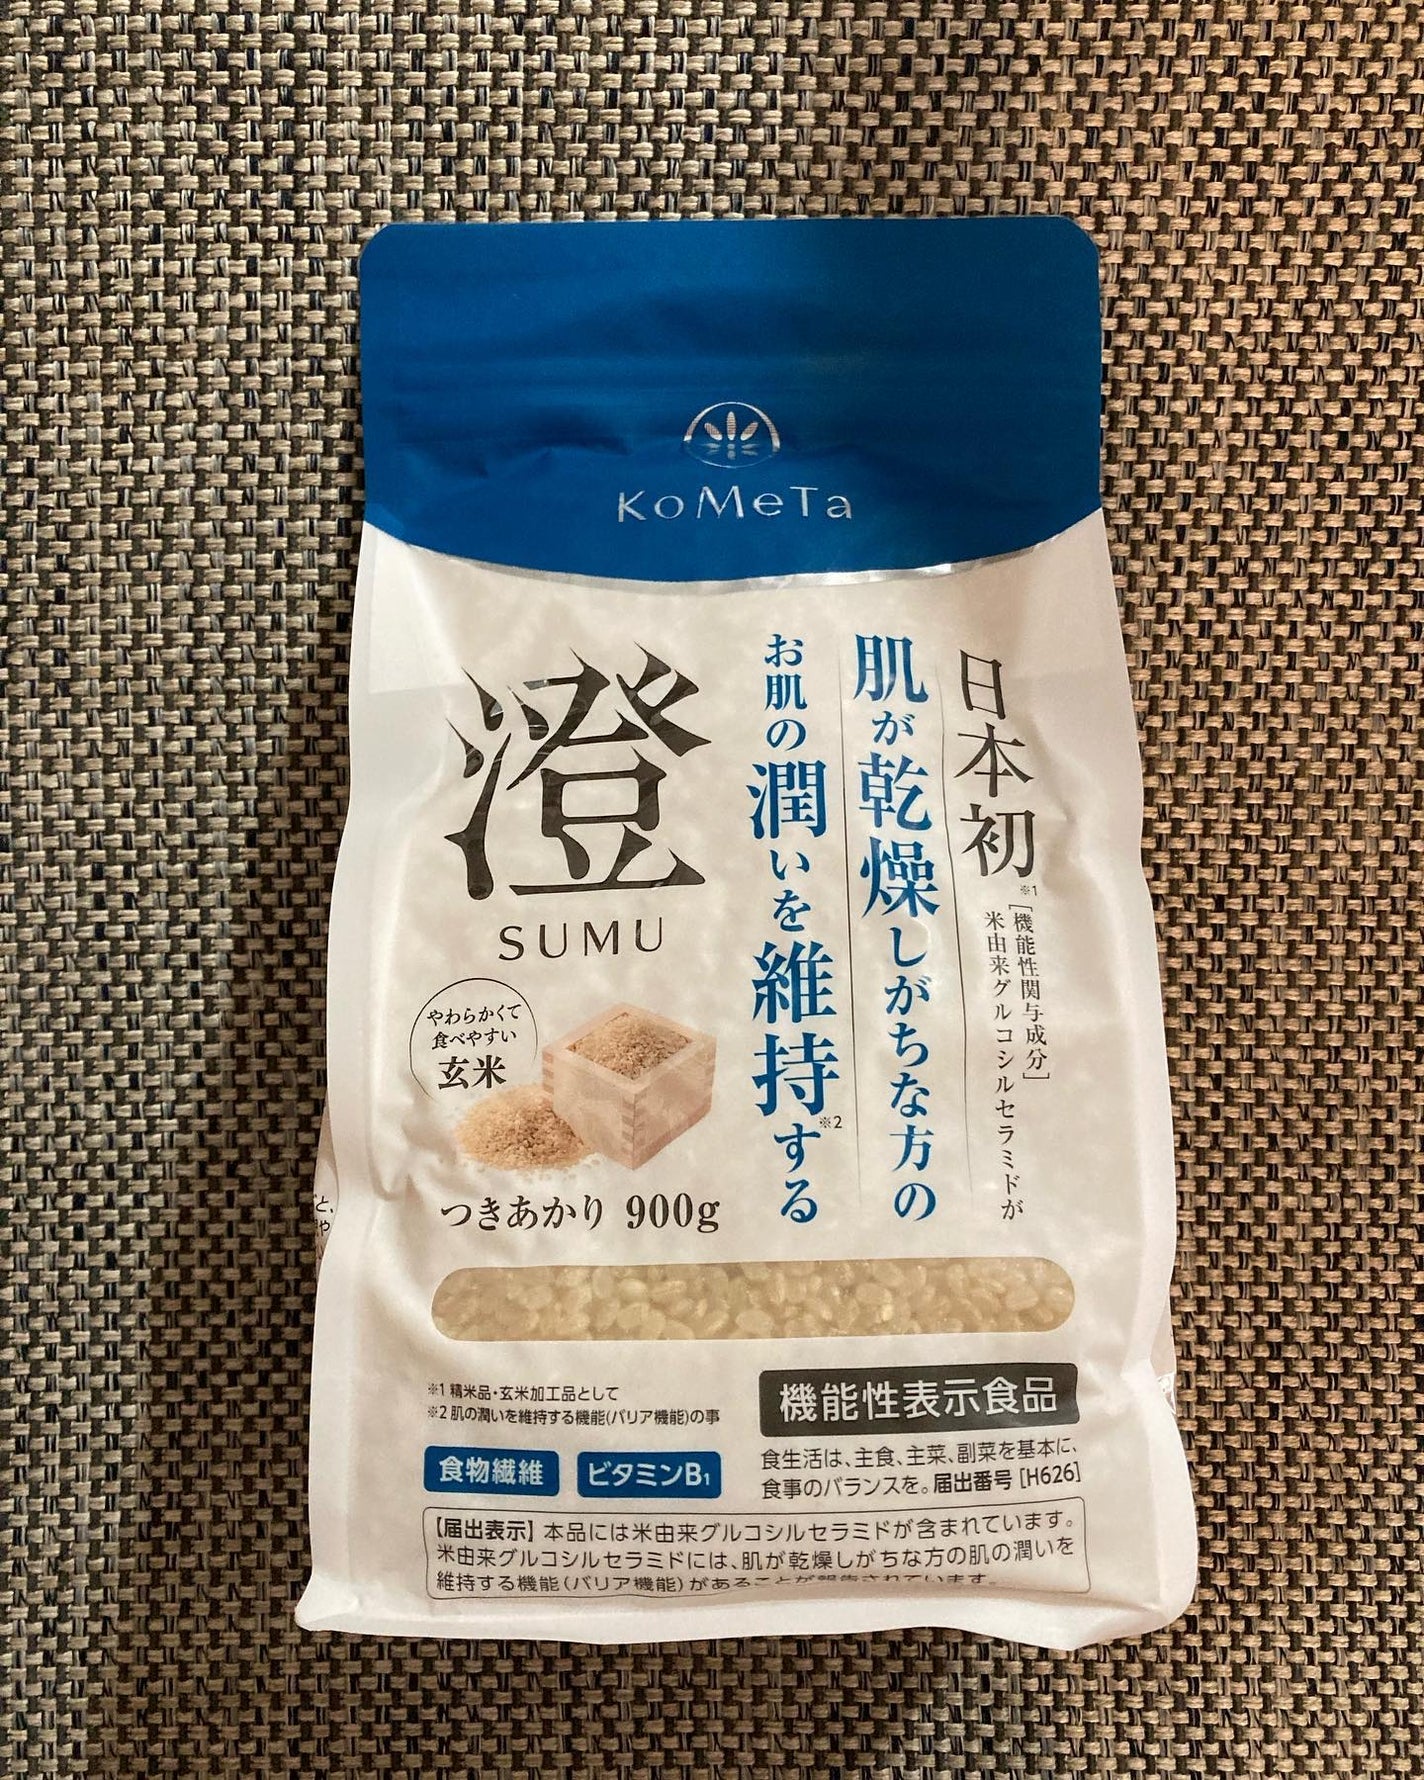 KoMeTa
日本初※1
[機能性関与成分]
米由来グルコシルセラミドが
肌が乾燥しがちな方の
お肌の潤いを維持する※2
澄
SUMU
やわらかくて
食べやすい
玄米
つきあかり 900g
※1 精米品・玄米加工品として
※2 肌の潤いを維持する機能(バリア機能)の事
食物繊維
ビタミンB1
機能性表示食品
食生活は、主食、主菜、副菜を基本に、
食事のバランスを。届出番号 [H626]
【届出表示】本品には米由来グルコシルセラミドが含まれています。
米由来グルコシルセラミドには、肌が乾燥しがちな方の肌の潤いを
維持する機能(バリア機能)があることが報告されています。